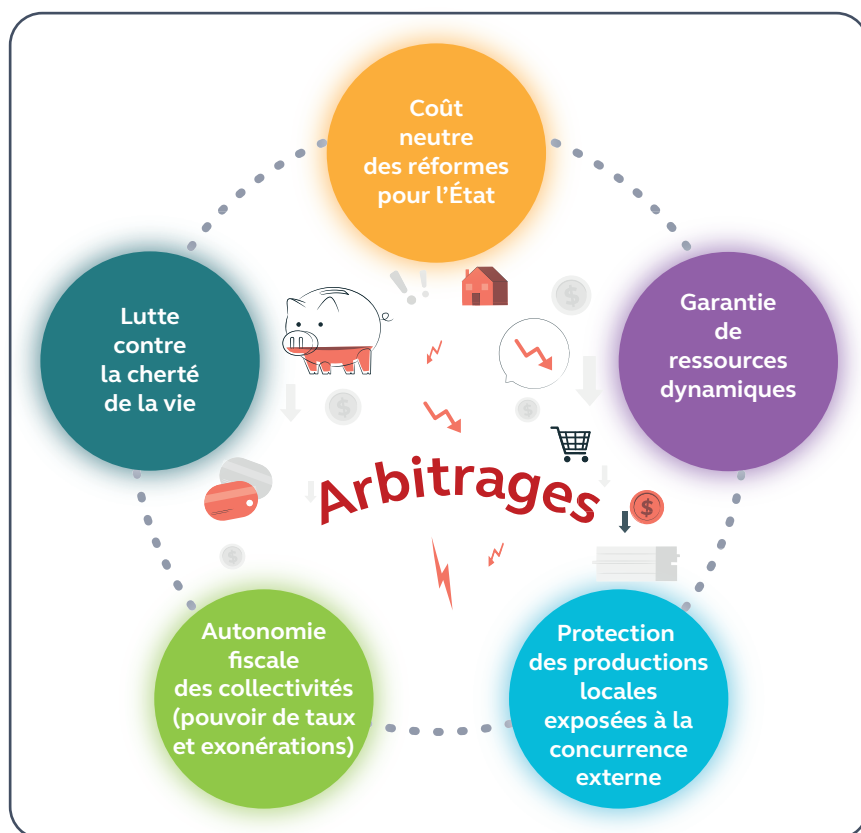 Coût
neutre
des réformes
pour l'État
Lutte
contre
la cherté
de la vie
Garantie
de
ressources
dynamiques
Arbitrages
Autonomie
fiscale
des collectivités
(pouvoir de taux
et exonérations)
Protection
des productions
locales
exposées à la
concurrence
externe